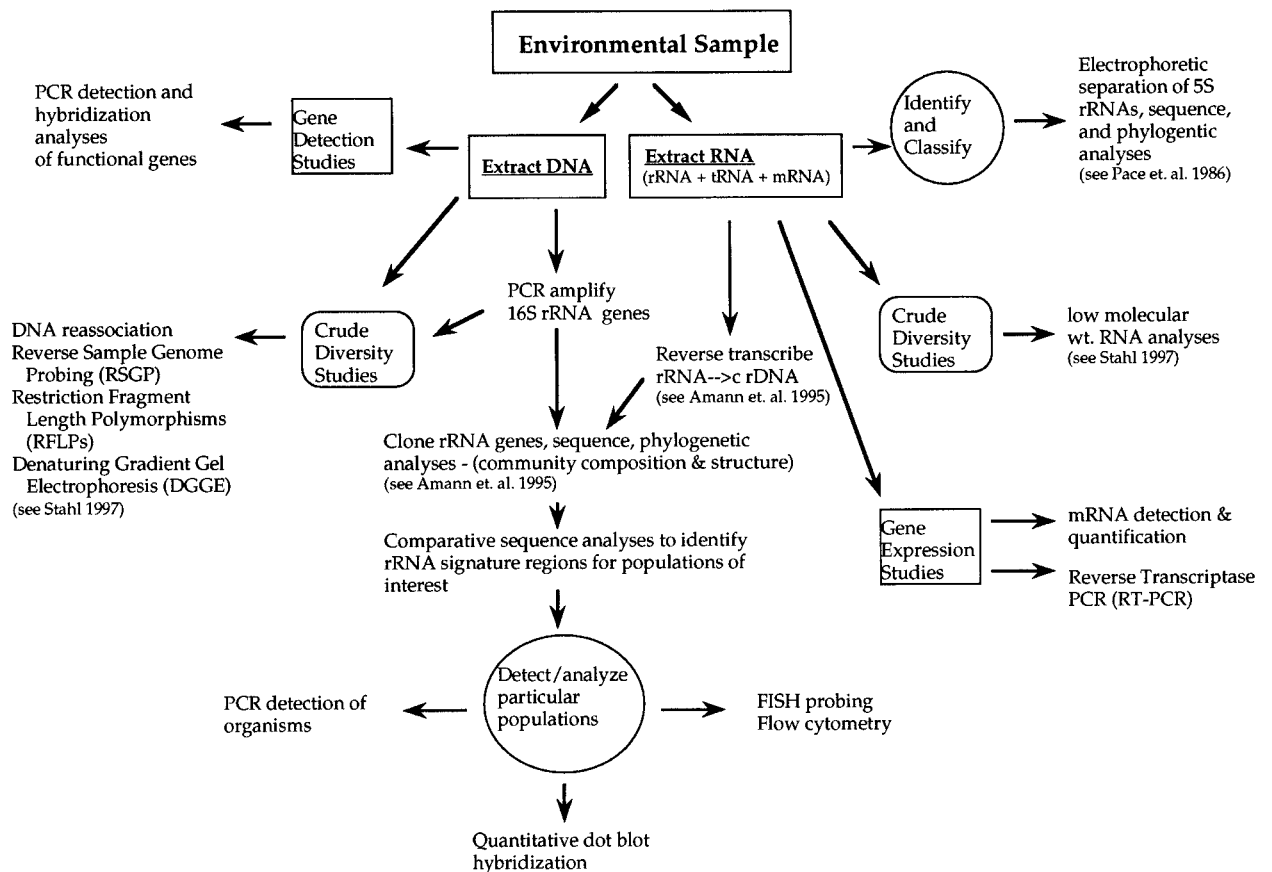 Environmental Sample
PCR detection and
hybridization
analyses
of functional genes
Gene
Detection
Studies
Extract DNA
Extract RNA
(rRNA + tRNA + mRNA)
Identify
and
Classify
Electrophoretic
separation of 5S
rRNAs, sequence,
and phylogentic
analyses
(see Pace et. al. 1986)
PCR amplify
16S rRNA genes
Crude
Diversity
Studies
DNA reassociation
Reverse Sample Genome
Probing (RSGP)
Restriction Fragment
Length Polymorphisms
(RFLPs)
Denaturing Gradient Gel
Electrophoresis (DGGE)
(see Stahl 1997)
Reverse transcribe
rRNA-->c rDNA
(see Amann et. al. 1995)
Crude
Diversity
Studies
low molecular
wt. RNA analyses
(see Stahl 1997)
Clone rRNA genes, sequence, phylogenetic
analyses - (community composition & structure)
(see Amann et. al. 1995)
Comparative sequence analyses to identify
rRNA signature regions for populations of
interest
Gene
Expression
Studies
mRNA detection &
quantification
Reverse Transcriptase
PCR (RT-PCR)
Detect/analyze
particular
populations
PCR detection of
organisms
FISH probing
Flow cytometry
Quantitative dot blot
hybridization